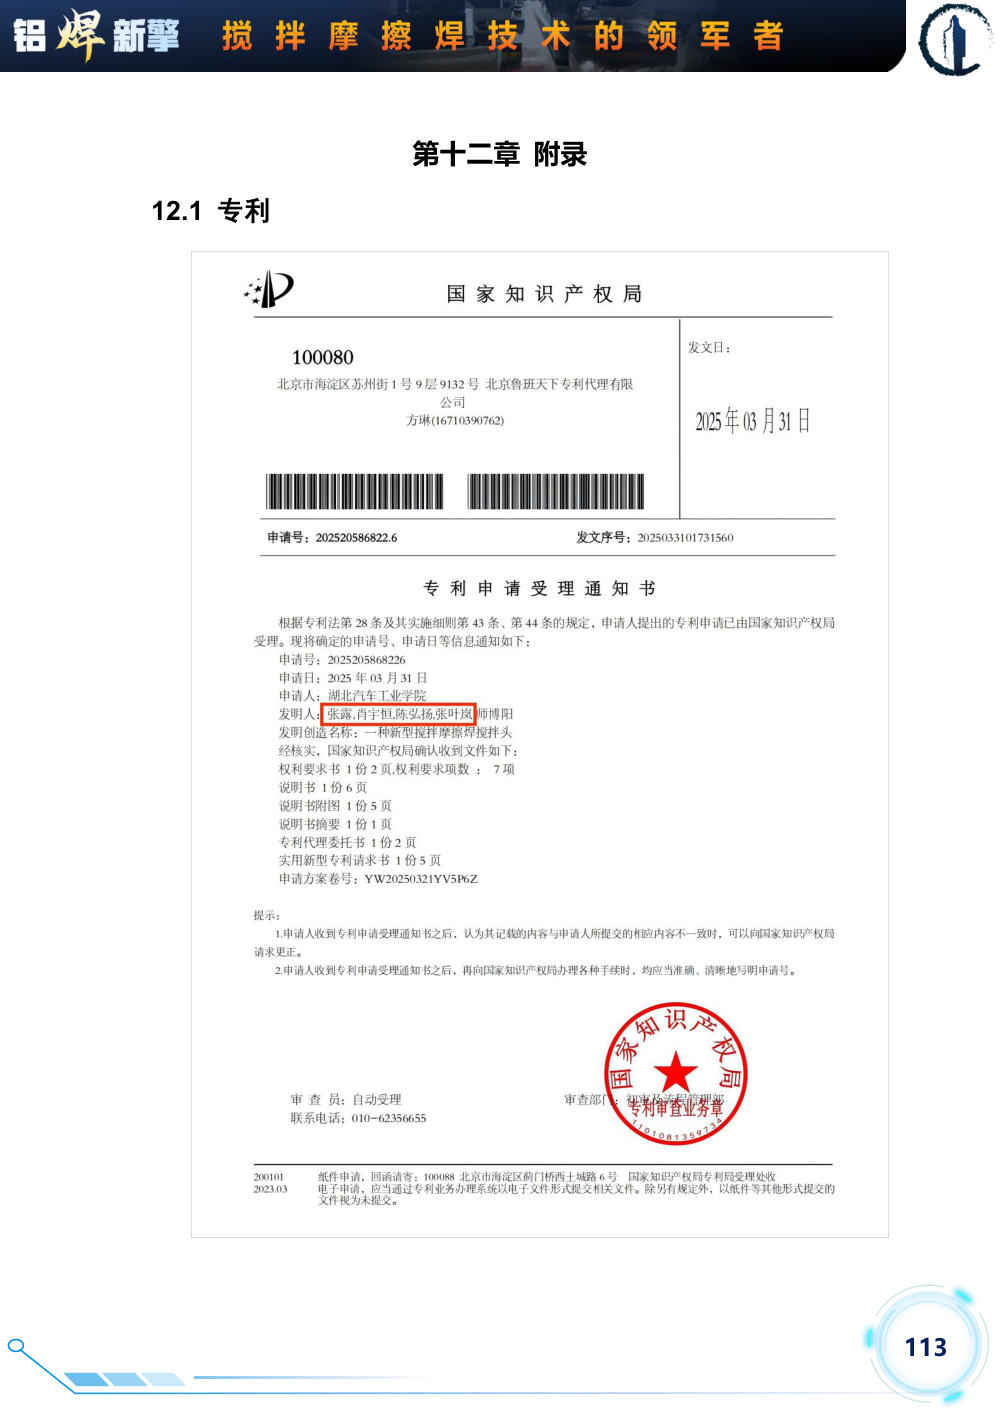 铝焊新擎 搅拌摩擦焊技术的领军者
第十二章 附录
12.1 专利
国家知识产权局
100080
北京市海淀区苏州街1号9层9132号 北京鲁班天下专利代理有限
公司
方琳(16710390762)
发文日：
2025年03月31日
申请号：202520586822.6
发文序号：2025033101731560
专利申请受理通知书
根据专利法第28条及其实施细则第43条、第44条的规定，申请人提出的专利申请已由国家知识产权局
受理。现将确定的申请号、申请日等信息通知如下：
申请号：2025205868226
申请日：2025年03月31日
申请人：湖北汽车工业学院
发明人：张露,肖宇恒,陈弘扬,张叶岚,师博阳
发明创造名称：一种新型搅拌摩擦焊搅拌头
经核实，国家知识产权局确认收到文件如下：
权利要求书 1份2页,权利要求项数 ： 7项
说明书 1份6页
说明书附图 1份5页
说明书摘要 1份1页
专利代理委托书 1份2页
实用新型专利请求书 1份5页
申请方案卷号：YW20250321YV5P6Z
提示：
1.申请人收到专利申请受理通知书之后，认为其记载的内容与申请人所提交的相应内容不一致时，可以向国家知识产权局
请求更正。
2.申请人收到专利申请受理通知书之后，再向国家知识产权局办理各种手续时，均应当准确、清晰地写明申请号。
国家知识产权局
审 查 员：自动受理
审查部门：初审及流程管理部
专利审查业务章
联系电话：010-62356655
1101081359734
200101 纸件申请，回函请寄：100088 北京市海淀区蓟门桥西土城路6号 国家知识产权局专利局受理处收
2023.03 电子申请，应当通过专利业务办理系统以电子文件形式提交相关文件。除另有规定外，以纸件等其他形式提交的
文件视为未提交。
113